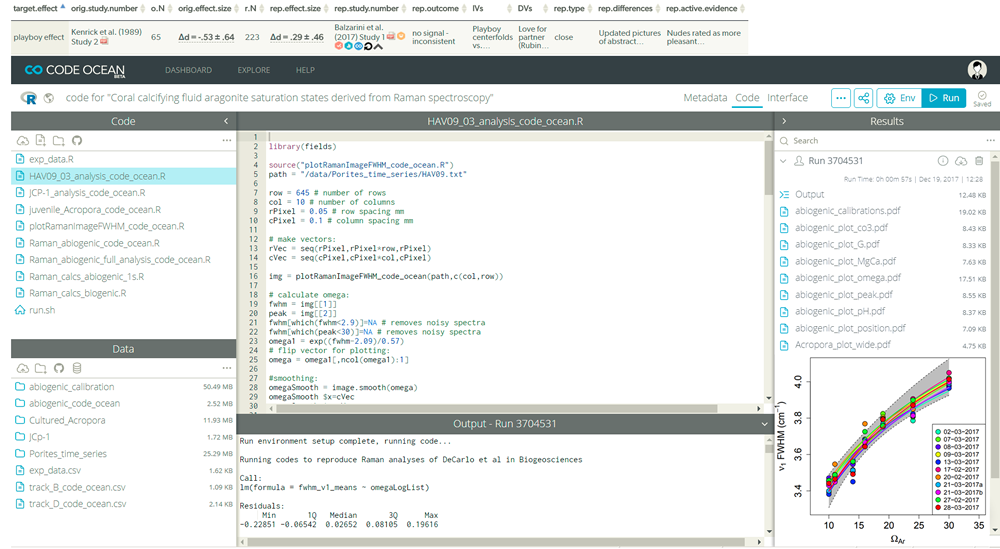 target.effect orig.study.number o.N orig.effect.size r.N rep.effect.size rep.study.number rep.outcome IVs DVs rep.type rep.differences rep.active.evidence
playboy effect
Kenrick et al. (1989)
Study 2
65
Δd = -.53 ± .64
223
Δd = .29 ± .46
Balzarini et al.
(2017) Study 1
no signal -
inconsistent
Playboy
centerfolds
vs....
Love for
partner
(Rubin...
close
Updated pictures
of abstract...
Nudes rated as more
pleasant...
CODE OCEAN
BETA
DASHBOARD EXPLORE HELP
R
code for "Coral calcifying fluid aragonite saturation states derived from Raman spectroscopy"
Metadata Code Interface
Env Run
Saved
Code
exp_data.R
HAV09_03_analysis_code_ocean.R
JCP-1_analysis_code_ocean.R
juvenile_Acropora_code_ocean.R
plotRamanImageFWHM_code_ocean.R
Raman_abiogenic_code_ocean.R
Raman_abiogenic_full_analysis_code_ocean.R
Raman_calcs_abiogenic_1s.R
Raman_calcs_biogenic.R
run.sh
Data
abiogenic_calibration 50.49 MB
abiogenic_code_ocean 2.52 MB
Cultured_Acropora 11.93 MB
JCp-1 1.72 MB
Porites_time_series 25.29 MB
exp_data.csv 1.62 KB
track_B_code_ocean.csv 1.09 KB
track_D_code_ocean.csv 2.14 KB
HAV09_03_analysis_code_ocean.R
1
2 library(fields)
3
4 source("plotRamanImageFWHM_code_ocean.R")
5 path = "/data/Porites_time_series/HAV09.txt"
6
7 row = 645 # number of rows
8 col = 10 # number of columns
9 rPixel = 0.05 # row spacing mm
10 cPixel = 0.1 # column spacing mm
11
12 # make vectors:
13 rVec = seq(rPixel,rPixel*row,rPixel)
14 cVec = seq(cPixel,cPixel*col,cPixel)
15
16 img = plotRamanImageFWHM_code_ocean(path,c(col,row))
17
18 # calculate omega:
19 fwhm = img[[1]]
20 peak = img[[2]]
21 fwhm[which(fwhm<2.9)]=NA # removes noisy spectra
22 fwhm[which(peak<30)]=NA # removes noisy spectra
23 omega1 = exp((fwhm-2.09)/0.57)
24 # flip vector for plotting:
25 omega = omega1[,ncol(omega1):1]
26
27 #smoothing:
28 omegaSmooth = image.smooth(omega)
29 omegaSmooth $x=cVec
30
Output - Run 3704531
Run environment setup complete, running code...
Running codes to reproduce Raman analyses of DeCarlo et al in Biogeosciences
Call:
lm(formula = fwhm_v1_means ~ omegaLogList)
Residuals:
Min 1Q Median 3Q Max
-0.22851 -0.06542 0.02652 0.08105 0.19616
Results
Search
Run 3704531
Run Time: 0h 00m 57s | Dec 19, 2017 | 12:28
Output 12.48 KB
abiogenic_calibrations.pdf 19.02 KB
abiogenic_plot_co3.pdf 8.43 KB
abiogenic_plot_G.pdf 8.33 KB
abiogenic_plot_MgCa.pdf 7.63 KB
abiogenic_plot_omega.pdf 17.51 KB
abiogenic_plot_peak.pdf 8.55 KB
abiogenic_plot_pH.pdf 8.37 KB
abiogenic_plot_position.pdf 7.09 KB
Acropora_plot_wide.pdf 4.75 KB
ν1 FWHM (cm⁻¹)
4.0
3.8
3.6
3.4
02-03-2017
07-03-2017
08-03-2017
09-03-2017
13-03-2017
17-02-2017
20-02-2017
21-03-2017a
21-03-2017b
27-02-2017
28-03-2017
10 15 20 25 30 35
ΩAr